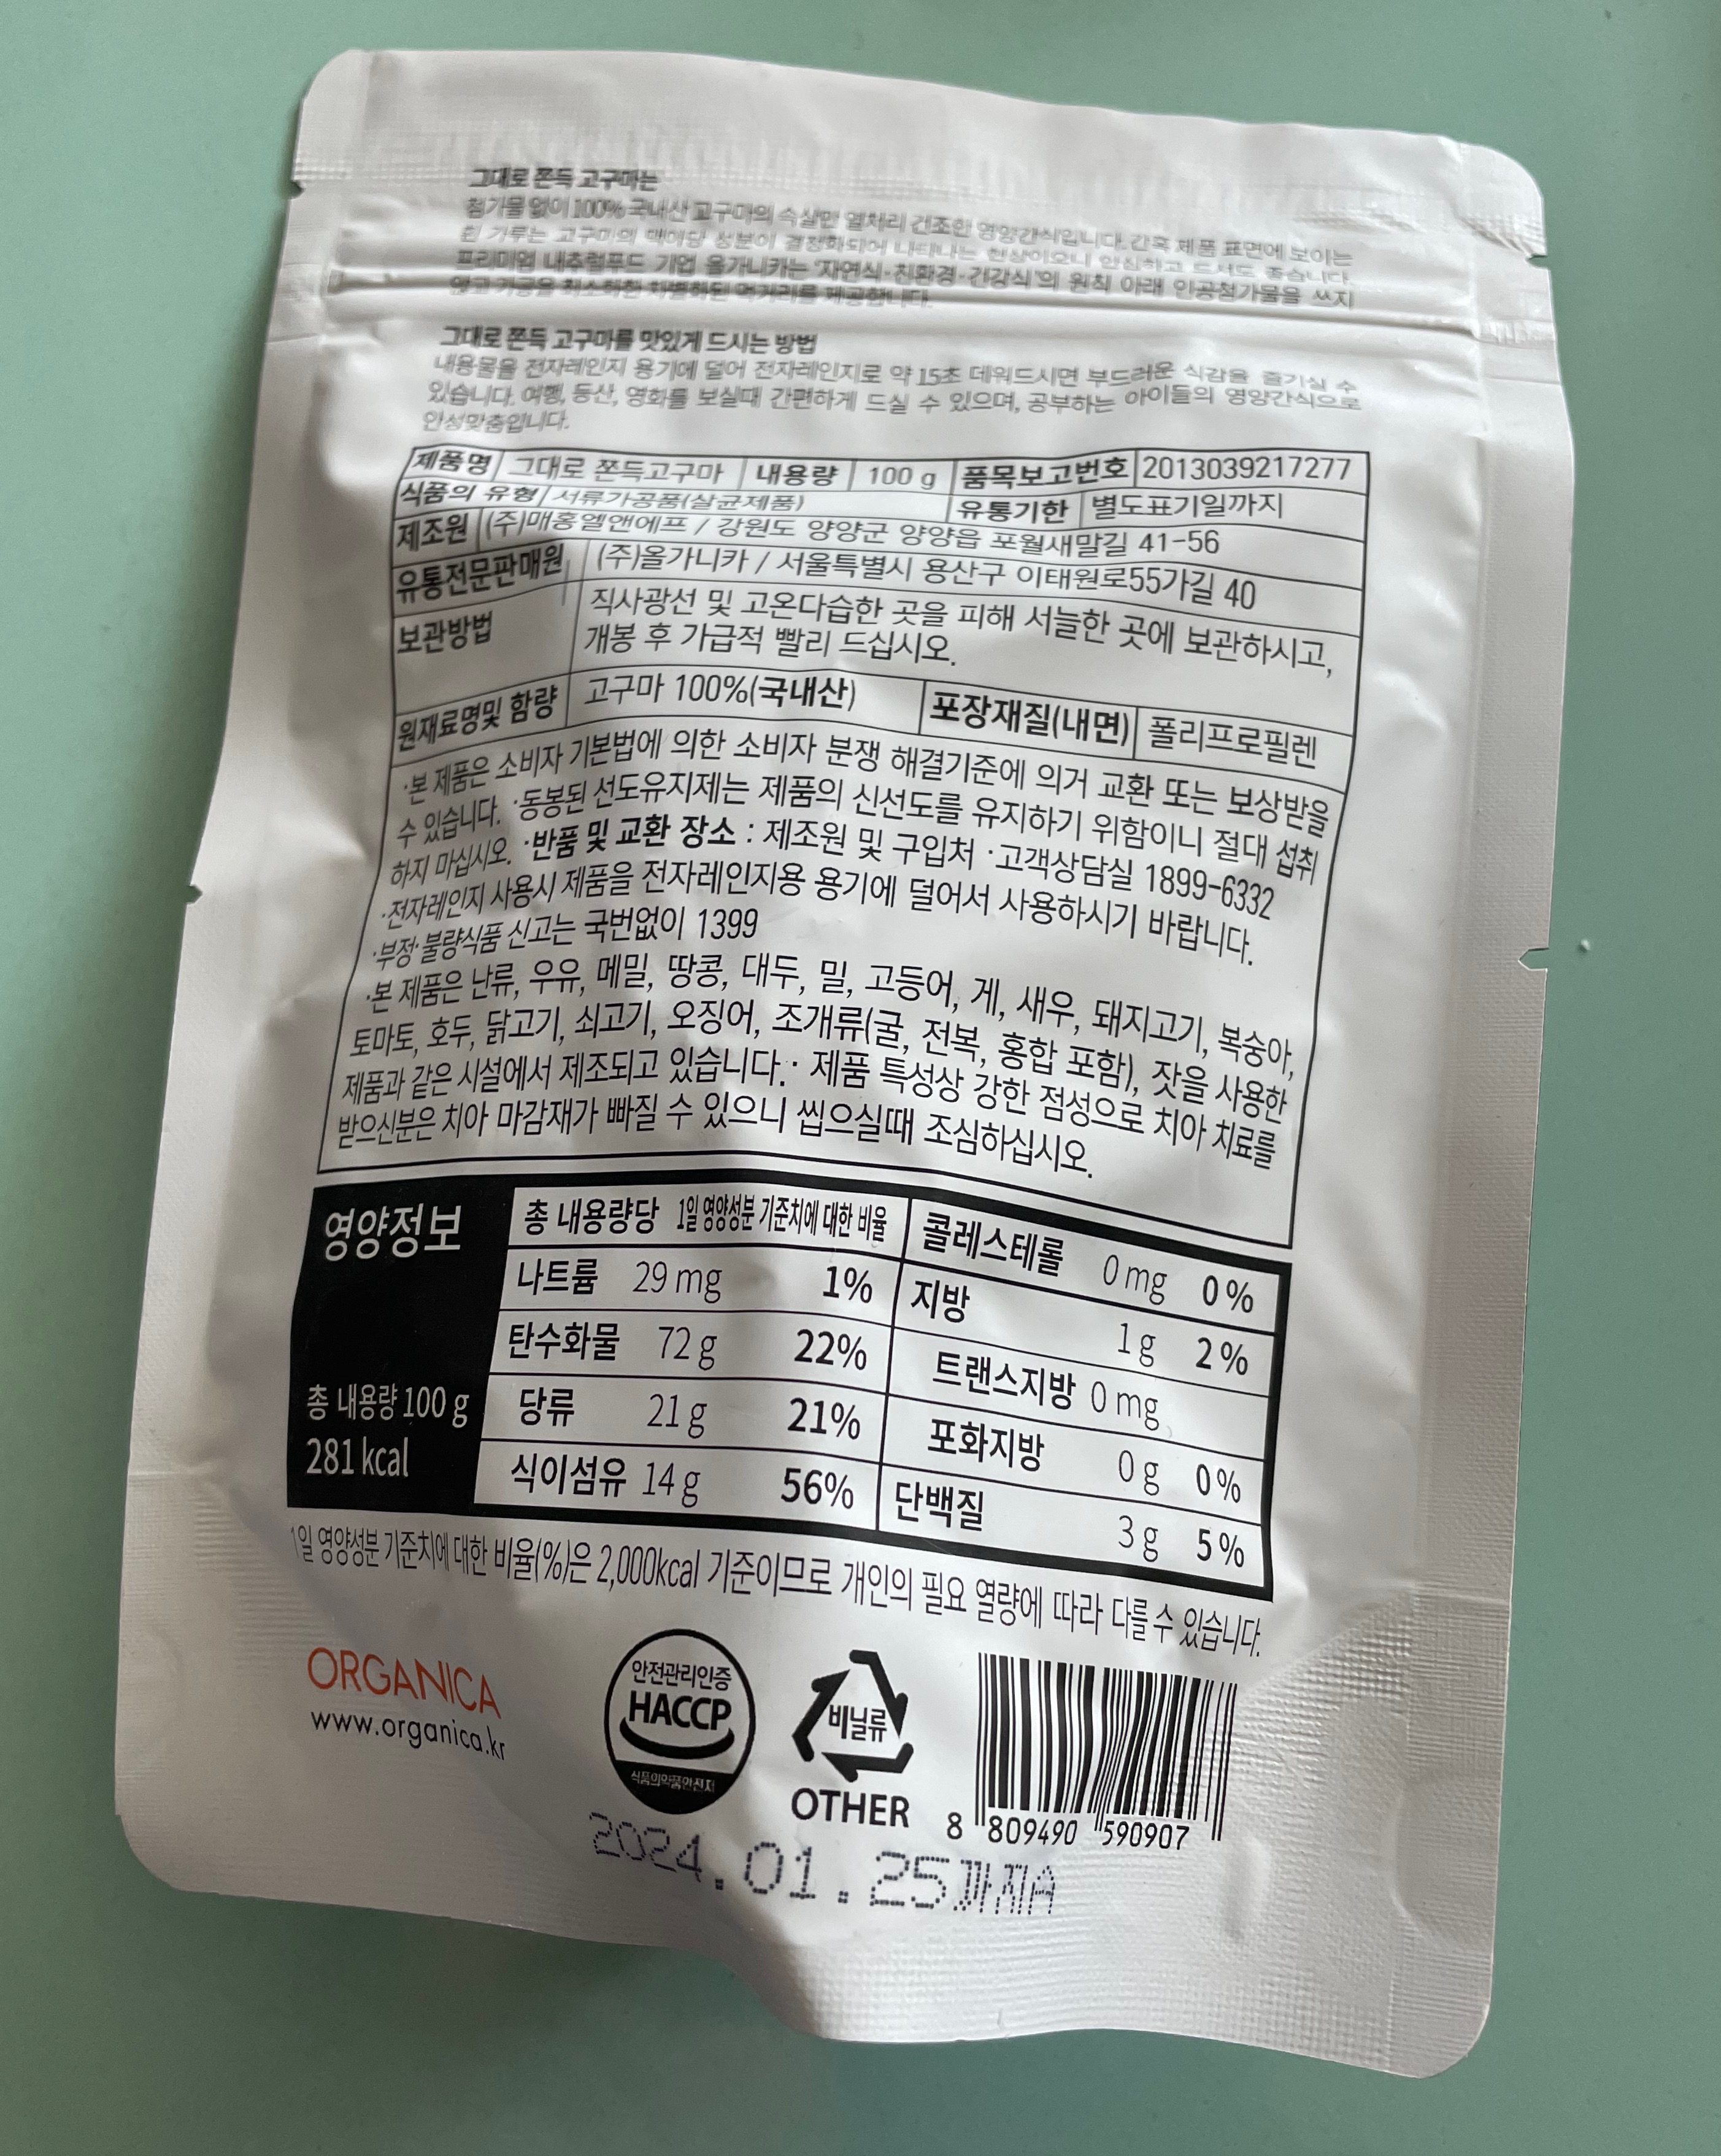 그대로 쫀득 고구마는
첨가물 없이 100% 국내산 고구마의 속살만 열처리 건조한 영양간식입니다. 간혹 제품 표면에 보이는
흰 가루는 고구마의 맥아당 성분이 결정화되어 나타나는 현상이오니 안심하고 드셔도 좋습니다.
프리미엄 내추럴푸드 기업 올가니카는 '자연식·친환경·건강식'의 원칙 아래 인공첨가물을 쓰지
않고 가공을 최소화한 차별화된 먹거리를 제공합니다.
그대로 쫀득 고구마를 맛있게 드시는 방법
내용물을 전자레인지 용기에 덜어 전자레인지로 약 15초 데워드시면 부드러운 식감을 즐기실 수
있습니다. 여행, 등산, 영화를 보실때 간편하게 드실 수 있으며, 공부하는 아이들의 영양간식으로
안성맞춤입니다.
제품명 그대로 쫀득고구마 내용량 100 g 품목보고번호 2013039217277
식품의 유형 서류가공품(살균제품) 유통기한 별도표기일까지
제조원 (주)매홍엘앤에프 / 강원도 양양군 양양읍 포월새말길 41-56
유통전문판매원 (주)올가니카 / 서울특별시 용산구 이태원로55가길 40
보관방법 직사광선 및 고온다습한 곳을 피해 서늘한 곳에 보관하시고,
개봉 후 가급적 빨리 드십시오.
원재료명및 함량 고구마 100%(국내산) 포장재질(내면) 폴리프로필렌
·본 제품은 소비자 기본법에 의한 소비자 분쟁 해결기준에 의거 교환 또는 보상받을
수 있습니다. ·동봉된 선도유지제는 제품의 신선도를 유지하기 위함이니 절대 섭취
하지 마십시오. ·반품 및 교환 장소 : 제조원 및 구입처 ·고객상담실 1899-6332
·전자레인지 사용시 제품을 전자레인지용 용기에 덜어서 사용하시기 바랍니다.
·부정·불량식품 신고는 국번없이 1399
·본 제품은 난류, 우유, 메밀, 땅콩, 대두, 밀, 고등어, 게, 새우, 돼지고기, 복숭아,
토마토, 호두, 닭고기, 쇠고기, 오징어, 조개류(굴, 전복, 홍합 포함), 잣을 사용한
제품과 같은 시설에서 제조되고 있습니다.· 제품 특성상 강한 점성으로 치아 치료를
받으신분은 치아 마감재가 빠질 수 있으니 씹으실때 조심하십시오.
영양정보
총 내용량 100 g
281 kcal
총 내용량당 1일 영양성분 기준치에 대한 비율
나트륨 29 mg 1%
탄수화물 72 g 22%
당류 21 g 21%
식이섬유 14 g 56%
콜레스테롤 0 mg 0 %
지방 1 g 2 %
트랜스지방 0 mg
포화지방 0 g 0 %
단백질 3 g 5 %
1일 영양성분 기준치에 대한 비율(%)은 2,000kcal 기준이므로 개인의 필요 열량에 따라 다를 수 있습니다.
ORGANICA
www.organica.kr
안전관리인증
HACCP
식품의약품안전처
비닐류
OTHER
8 809490 590907
2024.01.25까지A